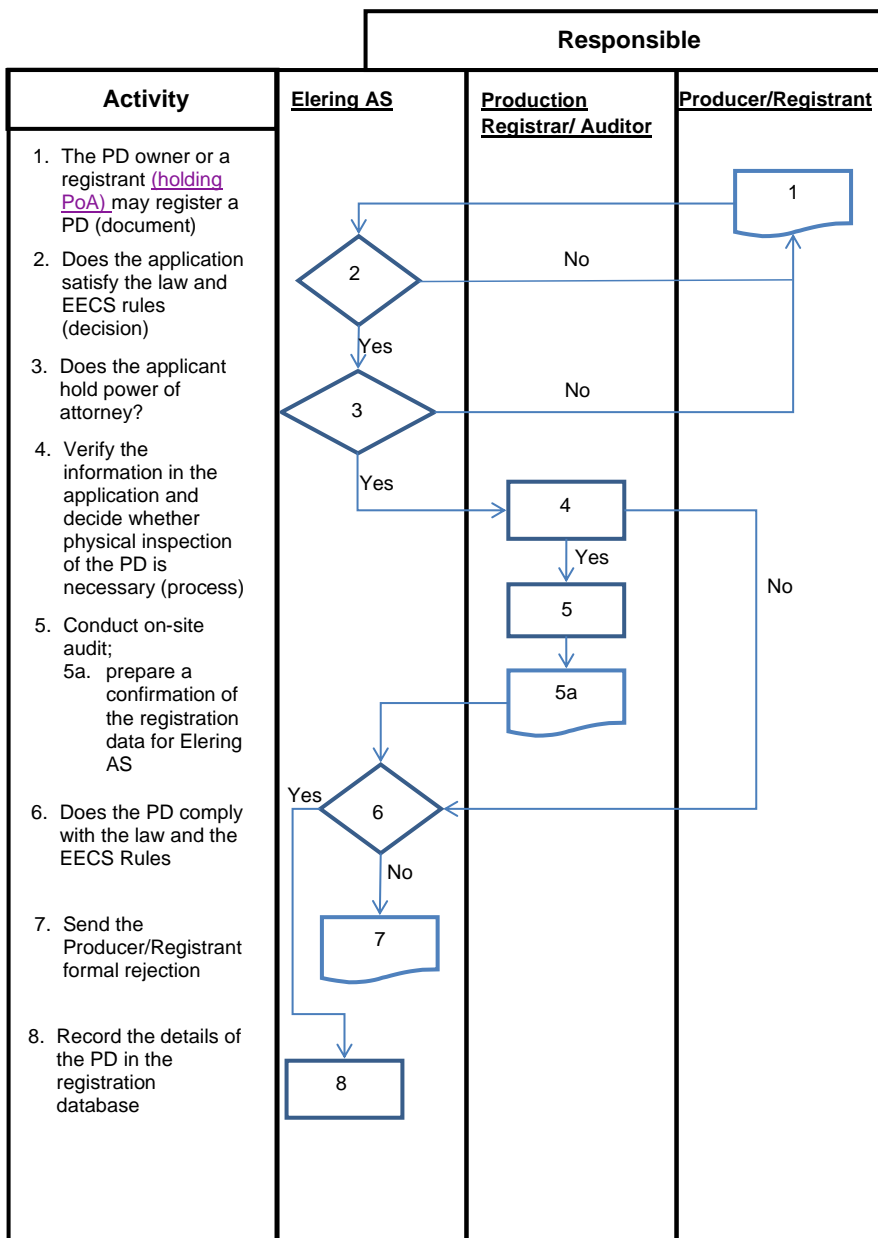 Responsible
Activity
Elering AS
Production
Registrar/ Auditor
Producer/Registrant
1. The PD owner or a
registrant (holding
PoA) may register a
PD (document)
2. Does the application
satisfy the law and
EECS rules
(decision)
3. Does the applicant
hold power of
attorney?
4. Verify the
information in the
application and
decide whether
physical inspection
of the PD is
necessary (process)
5. Conduct on-site
audit;
5a. prepare a
confirmation of
the registration
data for Elering
AS
6. Does the PD comply
with the law and the
EECS Rules
7. Send the
Producer/Registrant
formal rejection
8. Record the details of
the PD in the
registration
database
1
2
No
Yes
3
No
Yes
4
Yes
No
5
5a
Yes
6
No
7
8